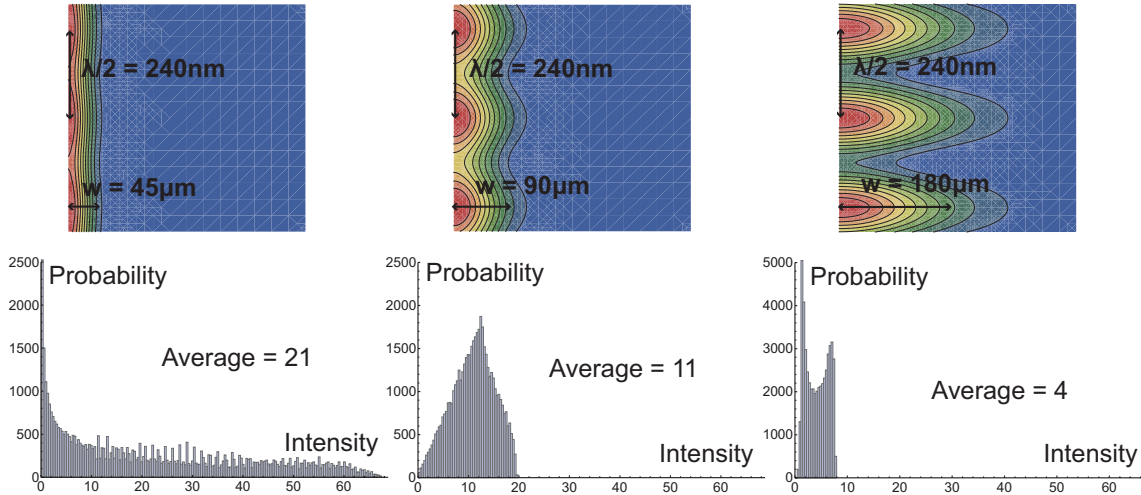 λ/2 = 240nm
w = 45μm
λ/2 = 240nm
w = 90μm
λ/2 = 240nm
w = 180μm
2500
2000
1500
1000
500
0
Probability
Average = 21
Intensity
0 10 20 30 40 50 60
2500
2000
1500
1000
500
0
Probability
Average = 11
Intensity
0 10 20 30 40 50 60
5000
4000
3000
2000
1000
0
Probability
Average = 4
Intensity
0 10 20 30 40 50 60